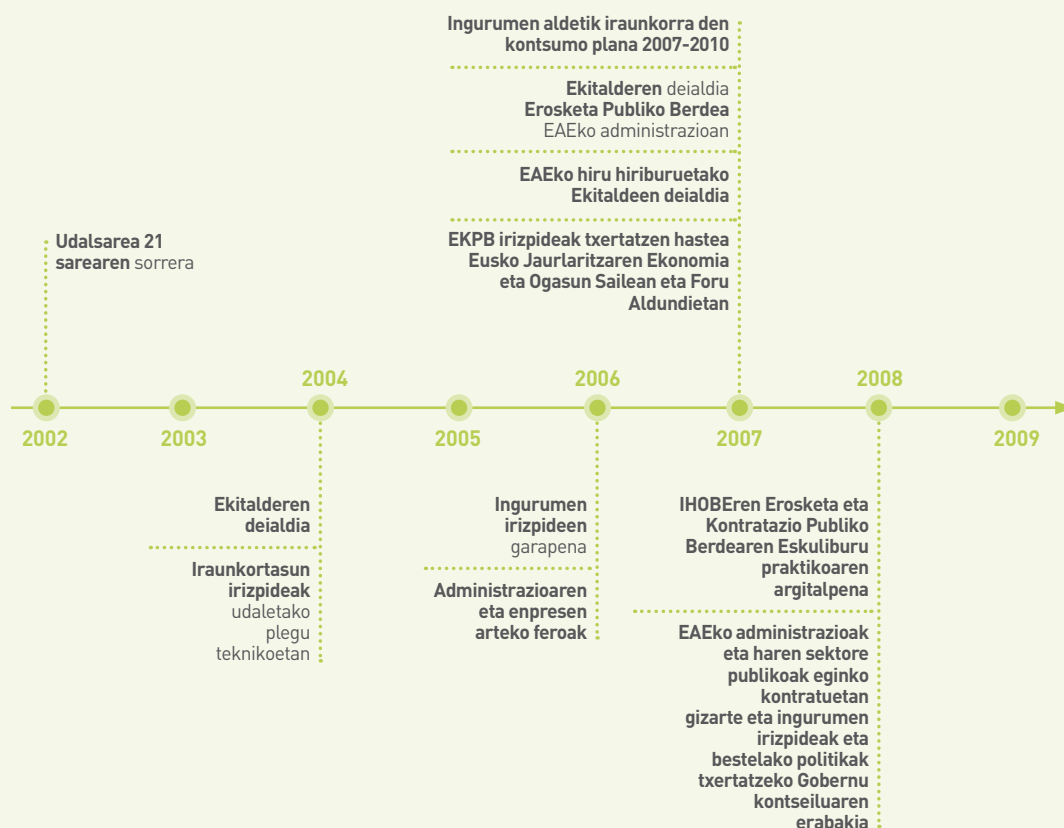 Ingurumen aldetik iraunkorra den
kontsumo plana 2007-2010
Ekitalderen deialdia
Erosketa Publiko Berdea
EAEko administrazioan
EAEko hiru hiriburuetako
Ekitaldeen deialdia
EKPB irizpideak txertatzen hastea
Eusko Jaurlaritzaren Ekonomia
eta Ogasun Sailean eta Foru
Aldundietan
Udalsarea 21
sarearen sorrera
2004
2006
2008
2002
2003
2005
2007
2009
Ekitalderen
deialdia
Iraunkortasun
irizpideak
udaletako
plegu
teknikoetan
Ingurumen
irizpideen
garapena
Administrazioaren
eta enpresen
arteko feroak
IHOBEren Erosketa eta
Kontratazio Publiko
Berdearen Eskuliburu
praktikoaren
argitalpena
EAEko administrazioak
eta haren sektore
publikoak eginko
kontratuetan
gizarte eta ingurumen
irizpideak eta
bestelako politikak
txertatzeko Gobernu
kontseiluaren
erabakia